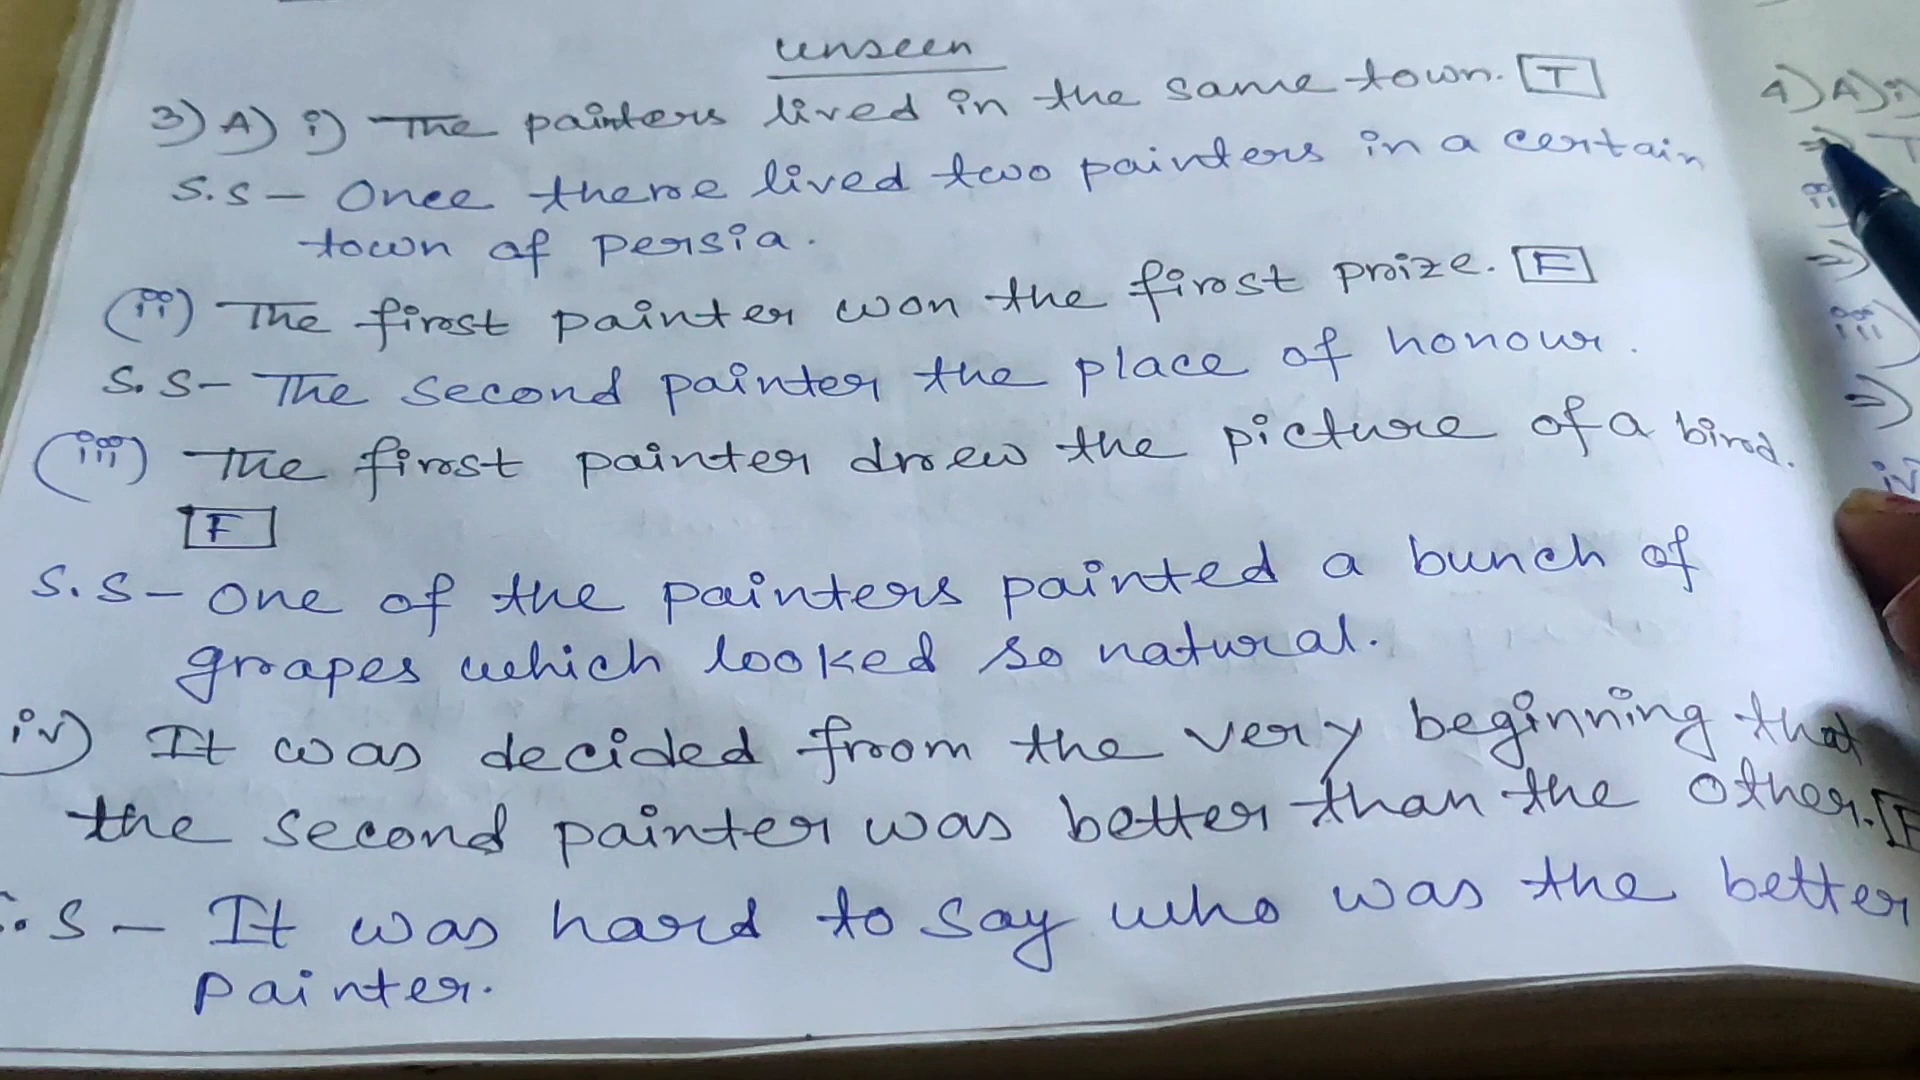 unseen
3) A) i) The painters lived in the same town. T
S.S - Once there lived two painters in a certain
town of Persia.
(ii) The first painter won the first prize. F
S.S - The second painter the place of honour.
(iii) The first painter drew the picture of a bird.
F
S.S - One of the painters painted a bunch of
grapes which looked so natural.
iv) It was decided from the very beginning that
the second painter was better than the other. F
.S - It was hard to say who was the better
painter.
4) A) i)
⇒ T
ii)
⇒)
iii)
⇒)
iv